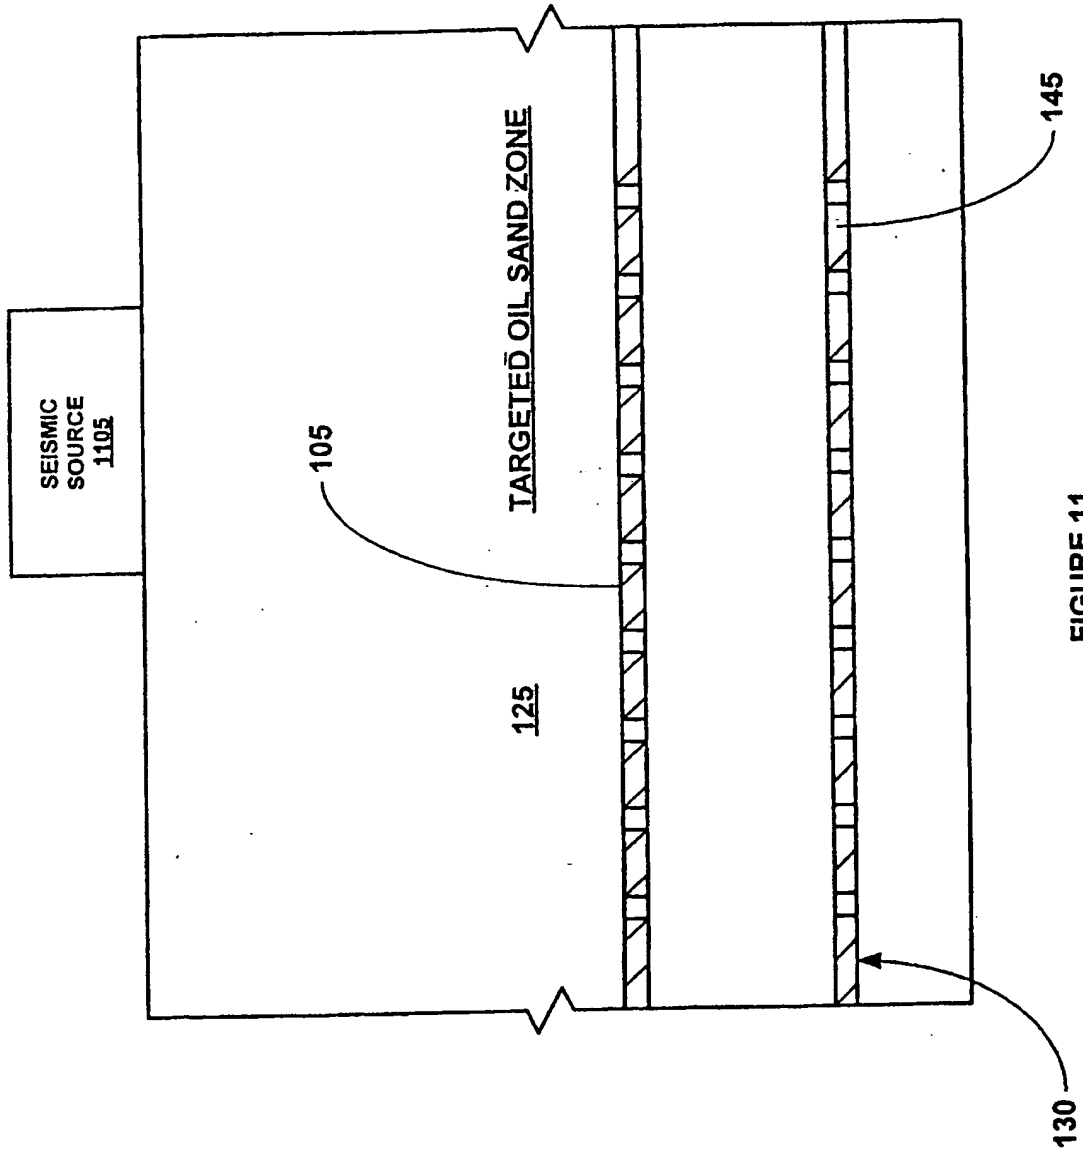 SEISMIC
SOURCE
1105
105
TARGETED OIL SAND ZONE
125
145
130
FIGURE 11